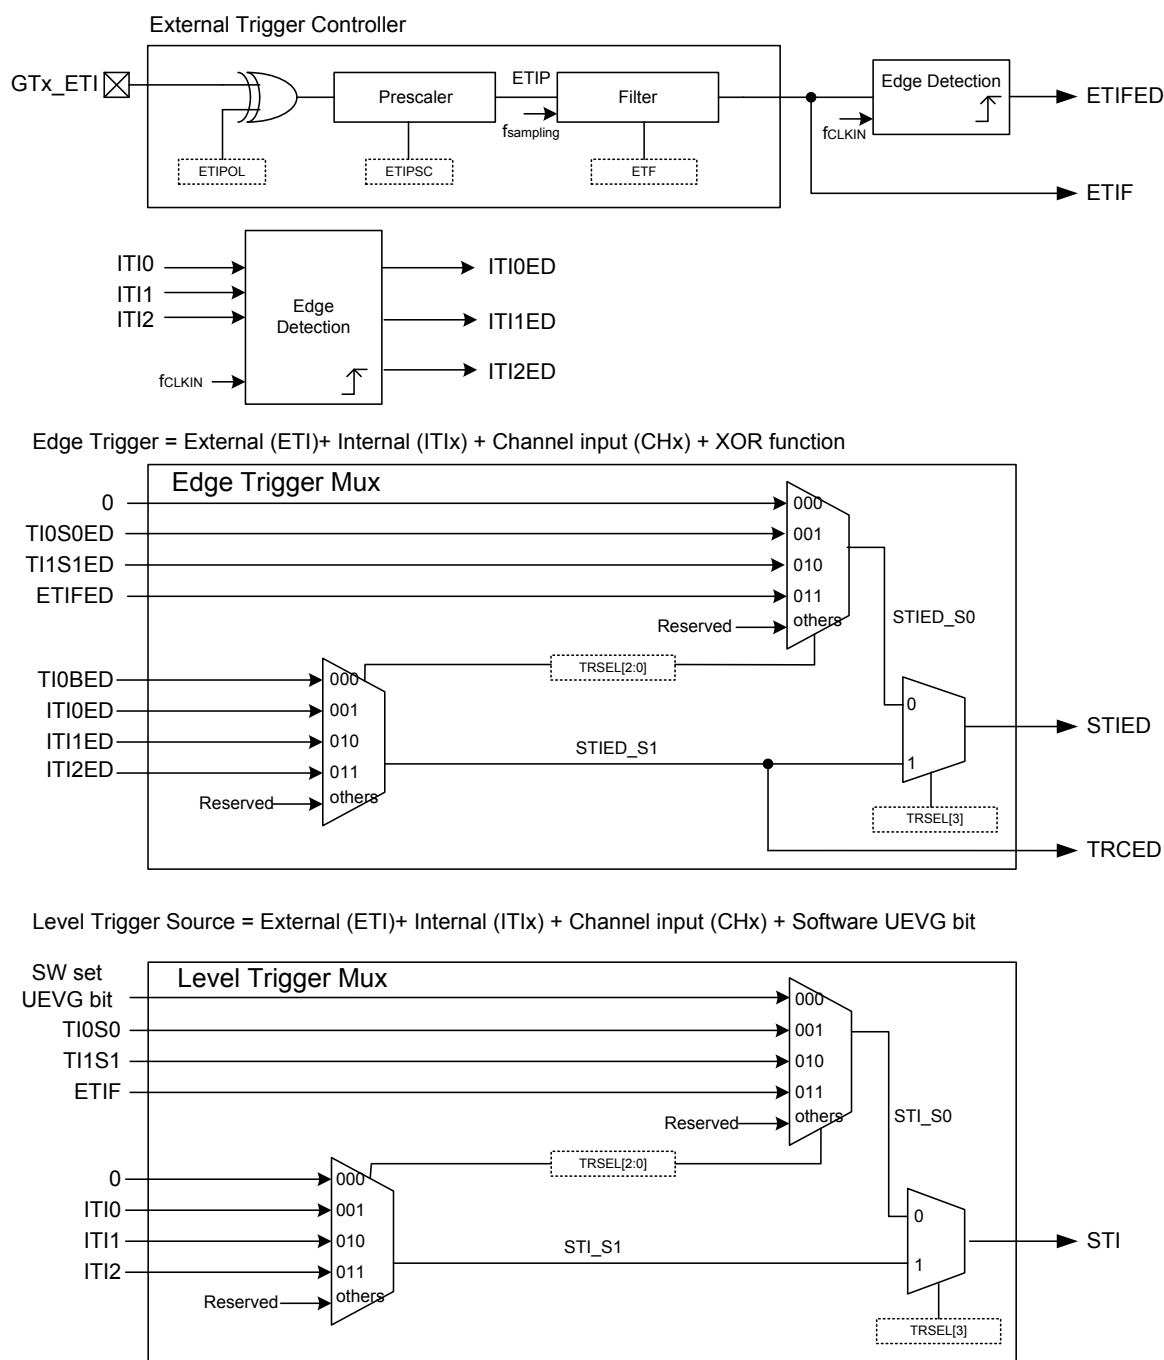 External Trigger Controller
GTx_ETI
Prescaler
ETIP
Filter
Edge Detection
ETIFED
fsampling
fCLKIN
ETIPOL
ETIPSC
ETF
ETIF
ITI0
ITI1
ITI2
Edge
Detection
fCLKIN
ITI0ED
ITI1ED
ITI2ED
Edge Trigger = External (ETI)+ Internal (ITIx) + Channel input (CHx) + XOR function
Edge Trigger Mux
0
TI0S0ED
TI1S1ED
ETIFED
Reserved
000
001
010
011
others
STIED_S0
TRSEL[2:0]
TI0BED
ITI0ED
ITI1ED
ITI2ED
Reserved
000
001
010
011
others
STIED_S1
0
1
STIED
TRSEL[3]
TRCED
Level Trigger Source = External (ETI)+ Internal (ITIx) + Channel input (CHx) + Software UEVG bit
Level Trigger Mux
SW set
UEVG bit
TI0S0
TI1S1
ETIF
Reserved
000
001
010
011
others
STI_S0
TRSEL[2:0]
0
ITI0
ITI1
ITI2
Reserved
000
001
010
011
others
STI_S1
0
1
STI
TRSEL[3]